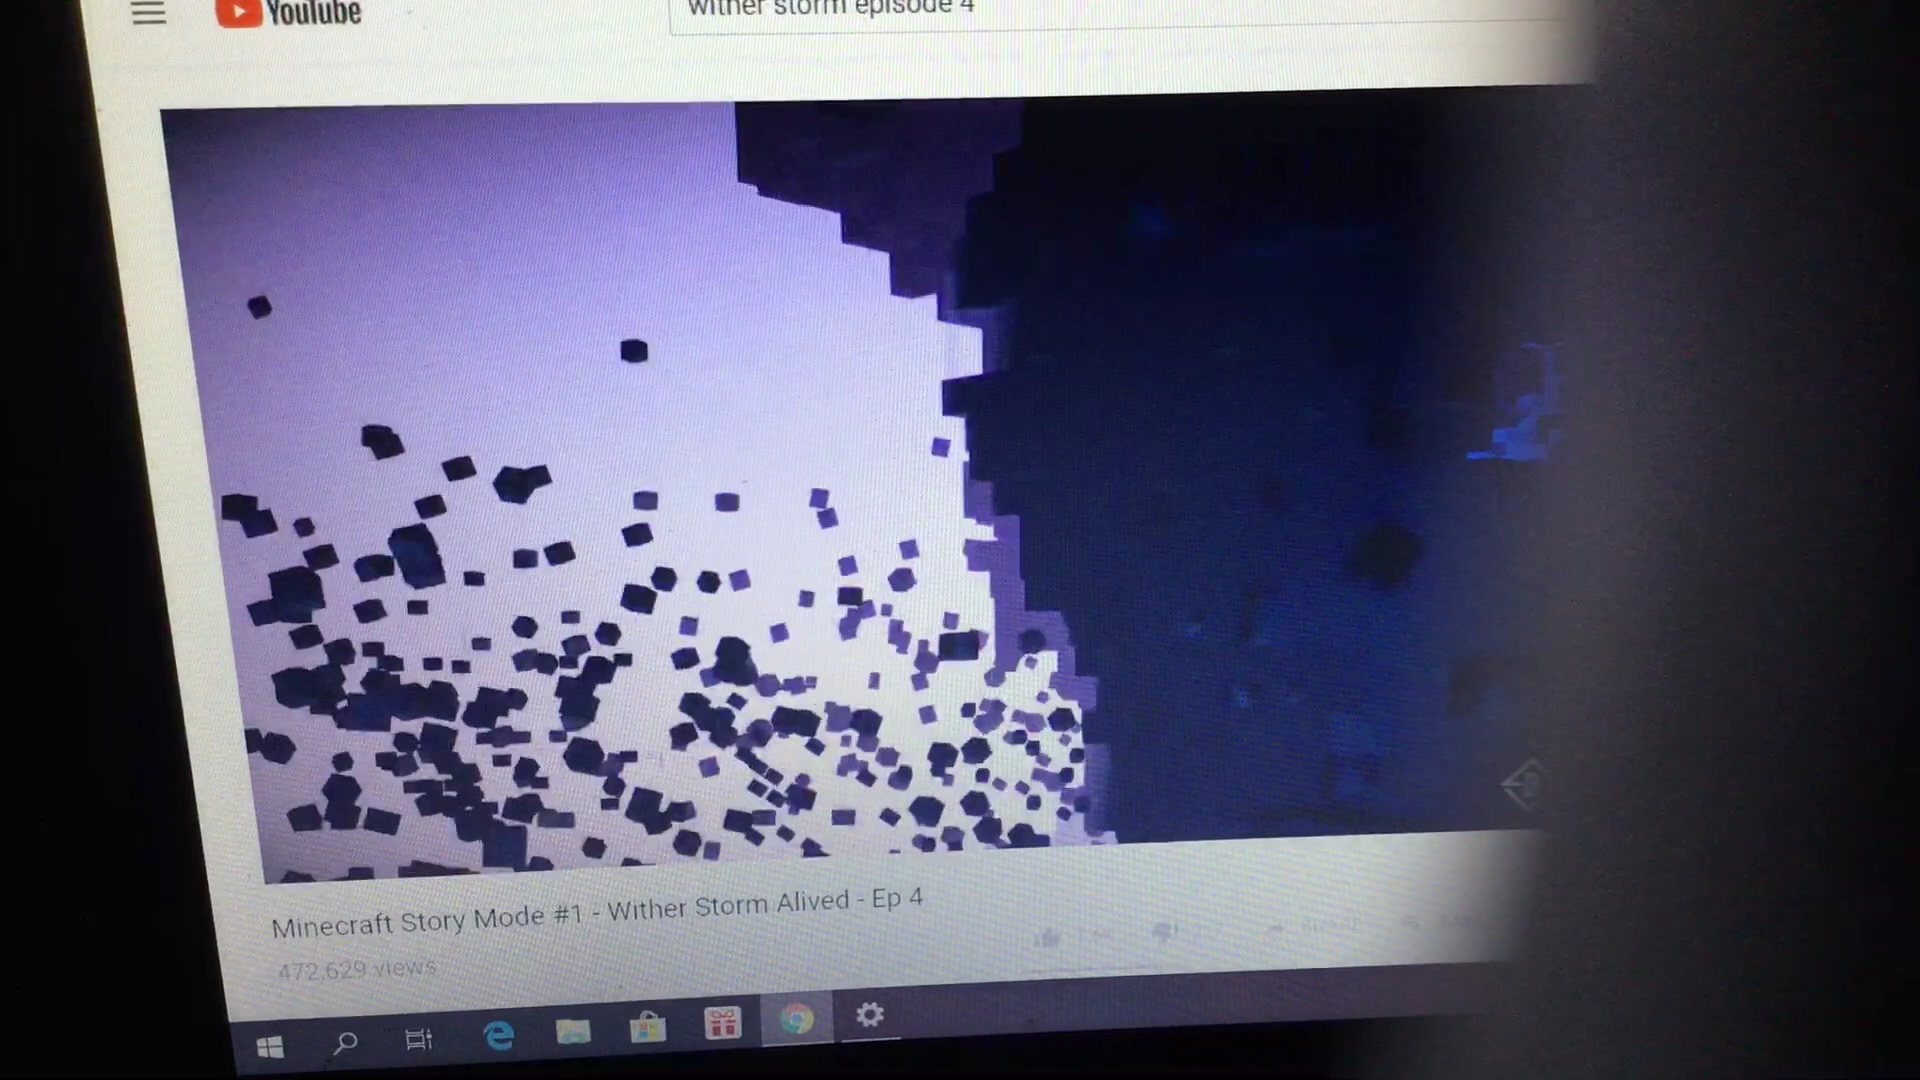 YouTube
wither storm episode 4
Minecraft Story Mode #1 - Wither Storm Alived - Ep 4
472,629 views